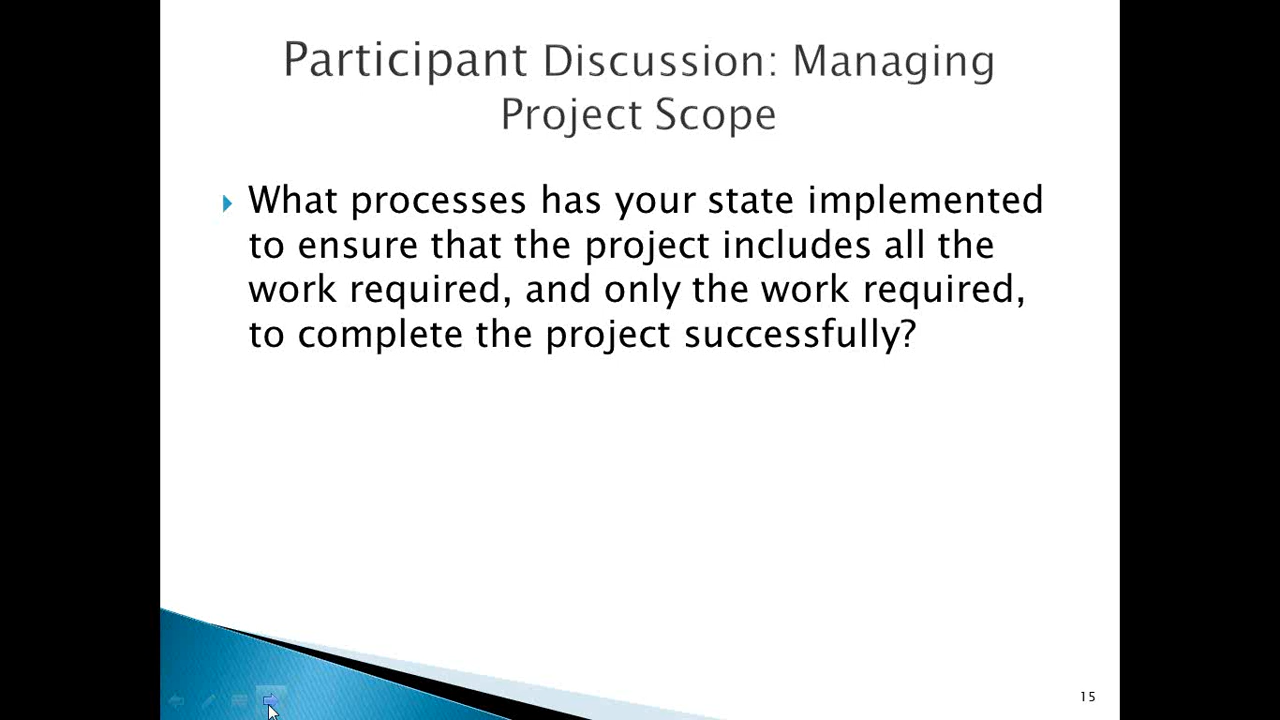 Participant Discussion: Managing
Project Scope
What processes has your state implemented
to ensure that the project includes all the
work required, and only the work required,
to complete the project successfully?
15